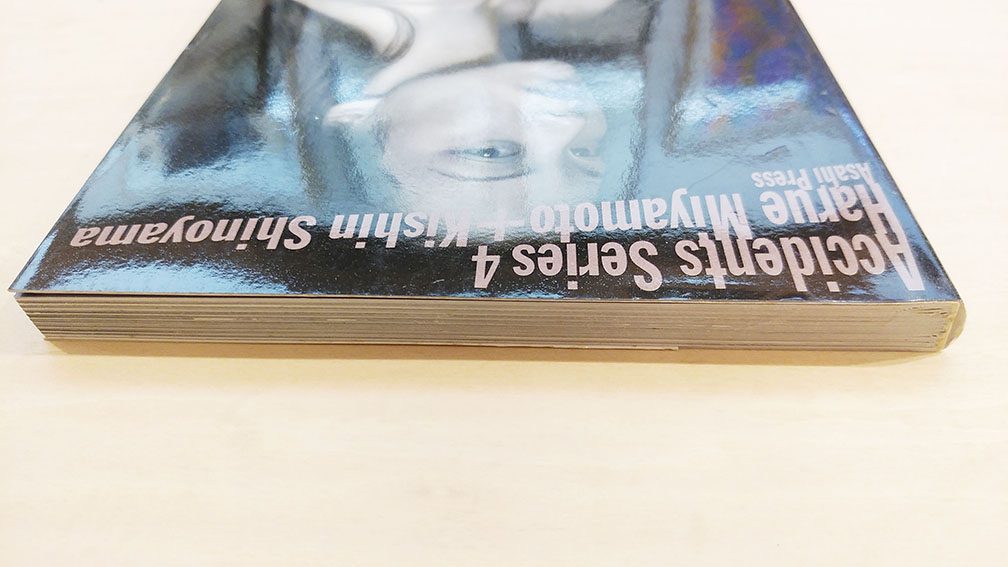 Accidents Series 4
Harue Miyamoto + Kishin Shinoyama
Asahi Press